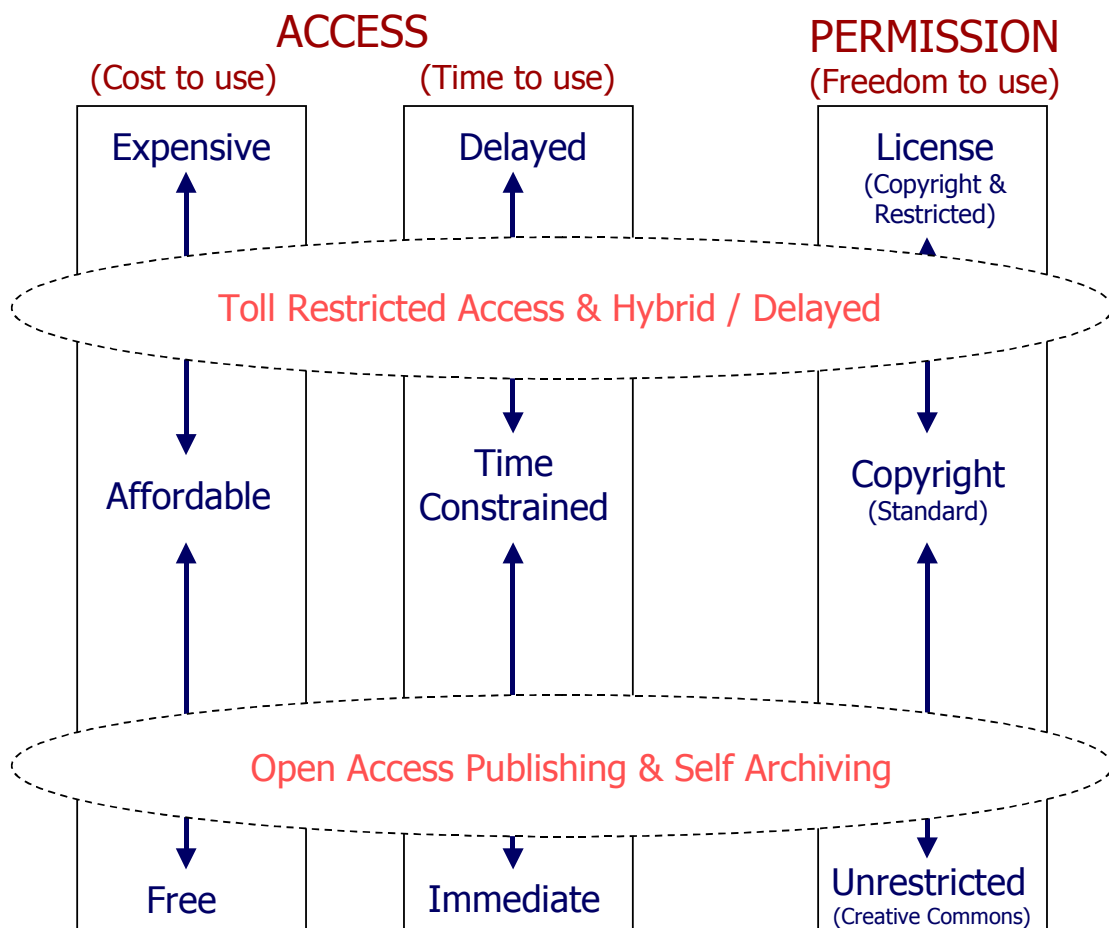 ACCESS
PERMISSION
(Cost to use)
(Time to use)
(Freedom to use)
Expensive
Delayed
License
(Copyright &
Restricted)
Toll Restricted Access & Hybrid / Delayed
Affordable
Time
Constrained
Copyright
(Standard)
Open Access Publishing & Self Archiving
Free
Immediate
Unrestricted
(Creative Commons)